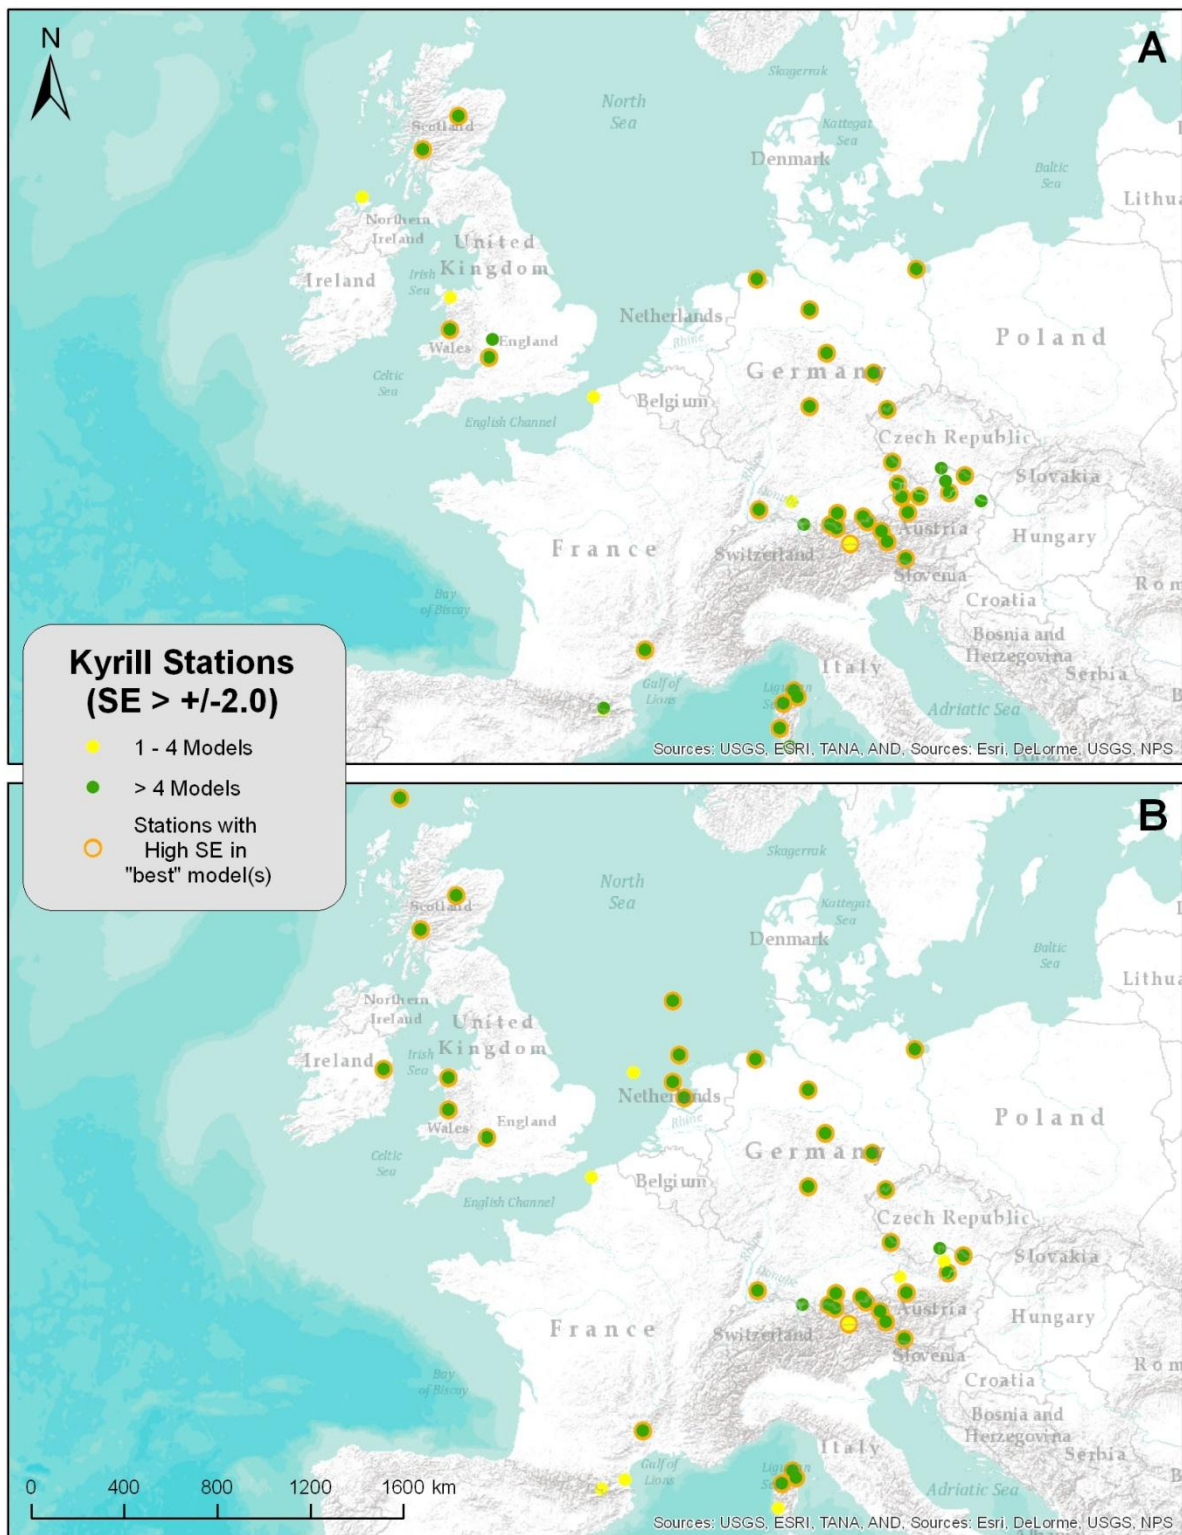 N
A
Skagerrak
North
Sea
Scotland
Kattegat
Sea
Denmark
Baltic
Sea
Northern
Ireland
United
Kingdom
Irish
Sea
Ireland
Netherlands
Rhine
Poland
Wales
England
Germany
Celtic
Sea
Belgium
English Channel
Czech Republic
Slovakia
Rhine
Danube
Austria
France
Switzerland
Hungary
Slovenia
Croatia
Bay
of Biscay
Bosnia and
Herzegovina
Italy
Serbia
Gulf of
Lions
Adriatic Sea
Sources: USGS, ESRI, TANA, AND, Sources: Esri, DeLorme, USGS, NPS
Kyrill Stations
(SE > +/-2.0)
1 - 4 Models
> 4 Models
Stations with
High SE in
"best" model(s)
B
Skagerrak
North
Sea
Scotland
Kattegat
Sea
Denmark
Baltic
Sea
Northern
Ireland
United
Kingdom
Irish
Sea
Ireland
Netherlands
Rhine
Poland
Wales
England
Germany
Celtic
Sea
Belgium
English Channel
Czech Republic
Slovakia
Rhine
Danube
Austria
France
Switzerland
Hungary
Slovenia
Croatia
Bay
of Biscay
Bosnia and
Herzegovina
Italy
Serbia
Gulf of
Lions
Adriatic Sea
0 400 800 1200 1600 km
Sources: USGS, ESRI, TANA, AND, Sources: Esri, DeLorme, USGS, NPS